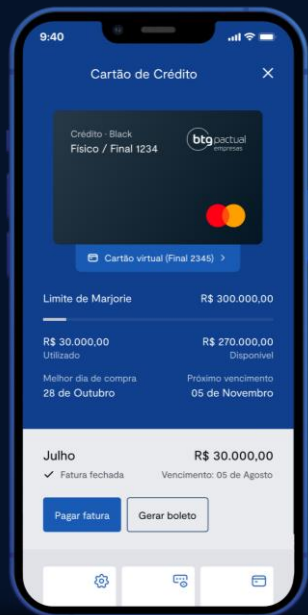 9:40
Cartão de Crédito
Crédito · Black
Físico / Final 1234
btg pactual
empresas
Cartão virtual (Final 2345) >
Limite de Marjorie R$ 300.000,00
R$ 30.000,00 R$ 270.000,00
Utilizado Disponível
Melhor dia de compra Próximo vencimento
28 de Outubro 05 de Novembro
Julho R$ 30.000,00
Fatura fechada Vencimento: 05 de Agosto
Pagar fatura Gerar boleto